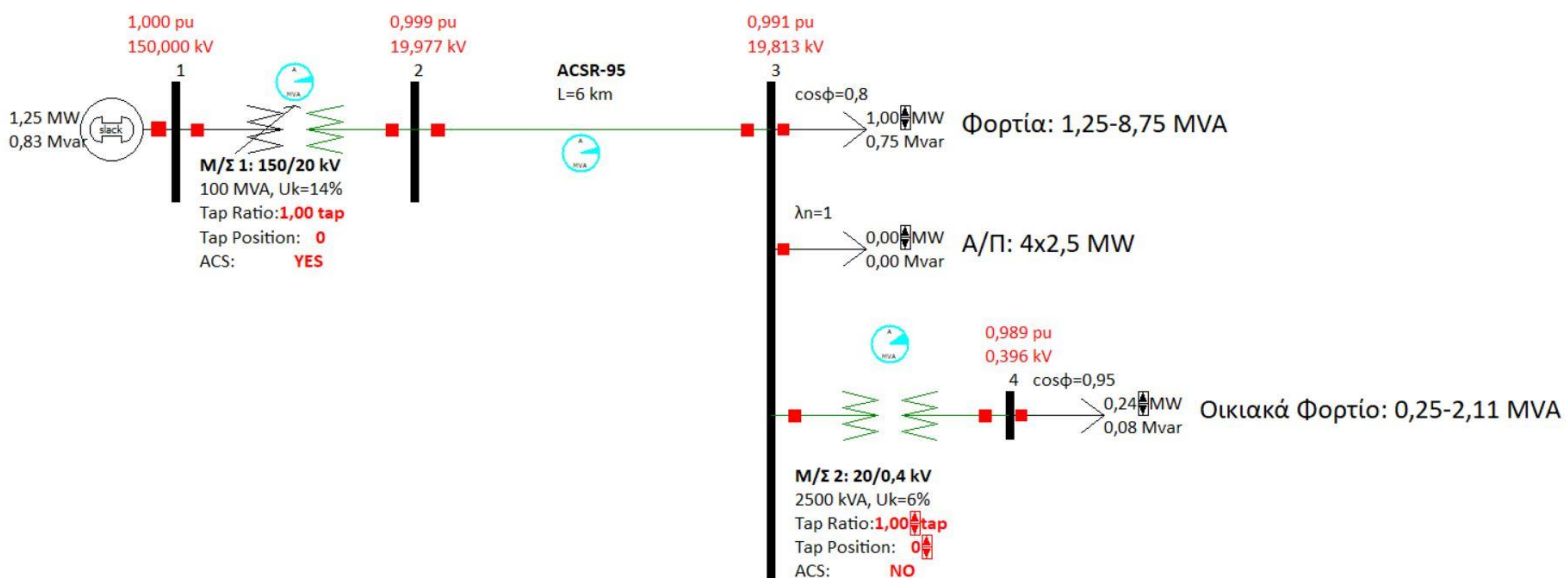 1,000 pu
150,000 kV
1
0,999 pu
19,977 kV
2
ACSR-95
L=6 km
0,991 pu
19,813 kV
3
A
MVA
A
MVA
1,25 MW
0,83 Mvar
slack
cosφ=0,8
1,00 MW
0,75 Mvar
Φορτία: 1,25-8,75 MVA
Μ/Σ 1: 150/20 kV
100 MVA, Uk=14%
Tap Ratio:1,00 tap
Tap Position: 0
ACS: YES
λn=1
0,00 MW
0,00 Mvar
Α/Π: 4x2,5 MW
A
MVA
0,989 pu
0,396 kV
4
cosφ=0,95
0,24 MW
0,08 Mvar
Οικιακά Φορτίο: 0,25-2,11 MVA
Μ/Σ 2: 20/0,4 kV
2500 kVA, Uk=6%
Tap Ratio:1,00 tap
Tap Position: 0
ACS: NO